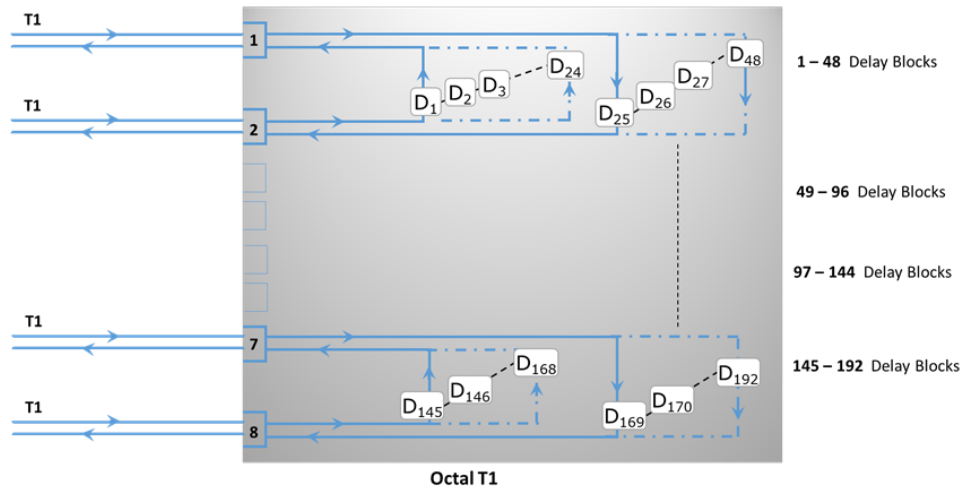 T1
1
D24
D48
1 – 48 Delay Blocks
D3
D27
D2
D26
D1
D25
T1
2
49 – 96 Delay Blocks
97 – 144 Delay Blocks
T1
7
D168
D192
145 – 192 Delay Blocks
D146
D170
D145
D169
T1
8
Octal T1